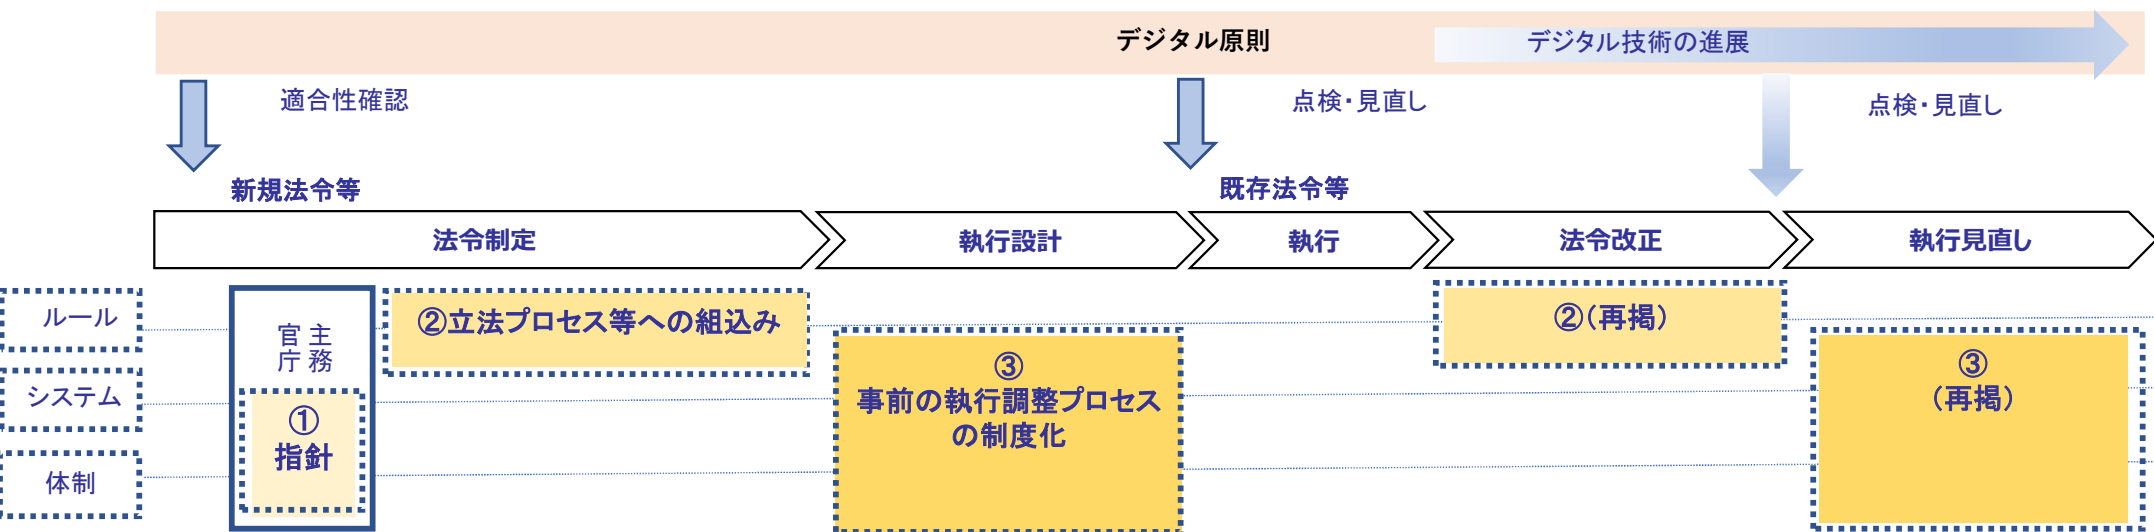 デジタル原則
デジタル技術の進展
適合性確認
点検・見直し
点検・見直し
新規法令等
既存法令等
法令制定
執行設計
執行
法令改正
執行見直し
ルール
システム
体制
主務
官庁
①
指針
②立法プロセス等への組込み
③
事前の執行調整プロセス
の制度化
②（再掲）
③
（再掲）